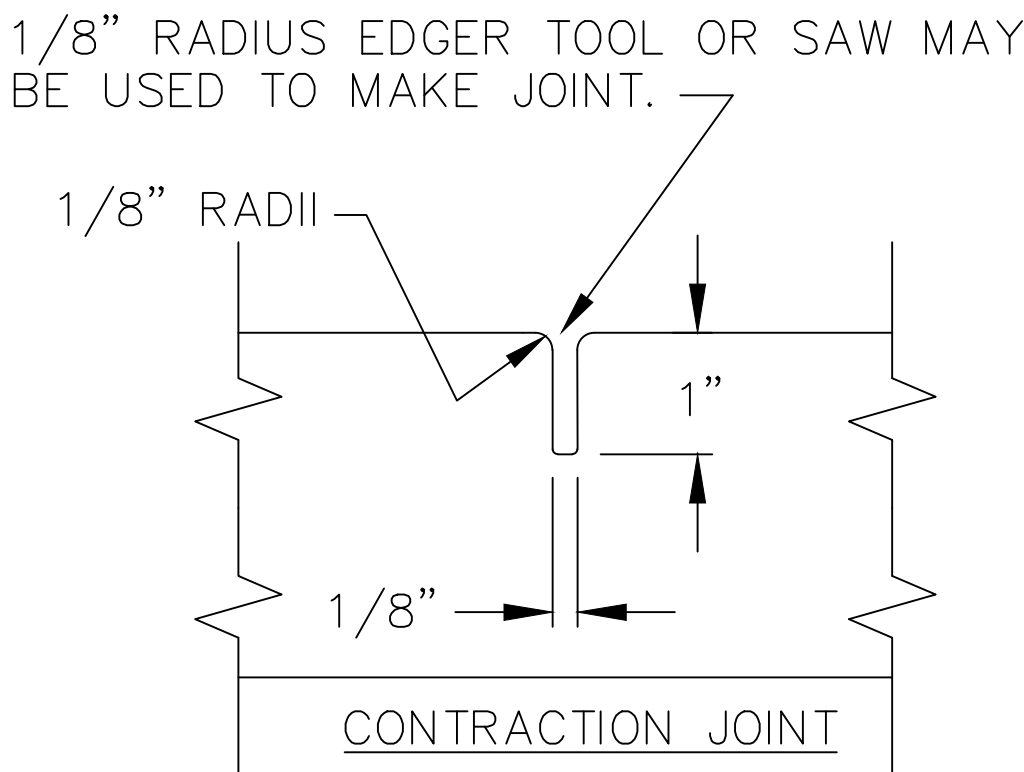 1/8” RADIUS EDGER TOOL OR SAW MAY
BE USED TO MAKE JOINT.
1/8” RADII
1”
1/8”
CONTRACTION JOINT